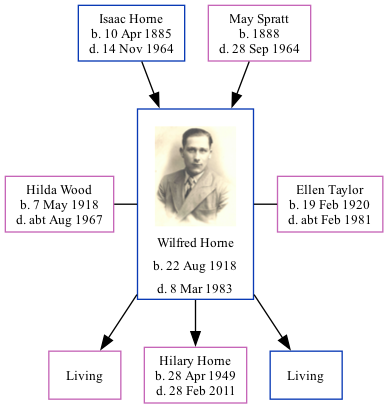 Isaac Horne
b. 10 Apr 1885
d. 14 Nov 1964
May Spratt
b. 1888
d. 28 Sep 1964
Hilda Wood
b. 7 May 1918
d. abt Aug 1967
Wilfred Horne
b. 22 Aug 1918
d. 8 Mar 1983
Ellen Taylor
b. 19 Feb 1920
d. abt Feb 1981
Living
Hilary Horne
b. 28 Apr 1949
d. 28 Feb 2011
Living